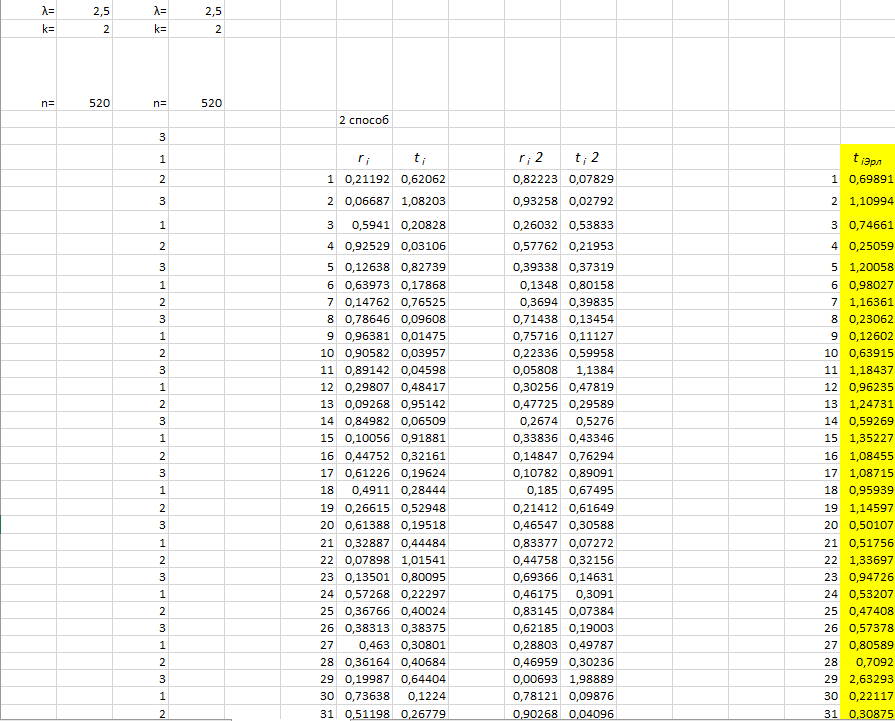 λ= 2,5 λ= 2,5
k= 2 k= 2
n= 520 n= 520
2 способ
3
1 r i t i r i 2 t i 2 t iЭрл
2 1 0,21192 0,62062 0,82223 0,07829 1 0,69891
3 2 0,06687 1,08203 0,93258 0,02792 2 1,10994
1 3 0,5941 0,20828 0,26032 0,53833 3 0,74661
2 4 0,92529 0,03106 0,57762 0,21953 4 0,25059
3 5 0,12638 0,82739 0,39338 0,37319 5 1,20058
1 6 0,63973 0,17868 0,1348 0,80158 6 0,98027
2 7 0,14762 0,76525 0,3694 0,39835 7 1,16361
3 8 0,78646 0,09608 0,71438 0,13454 8 0,23062
1 9 0,96381 0,01475 0,75716 0,11127 9 0,12602
2 10 0,90582 0,03957 0,22336 0,59958 10 0,63915
3 11 0,89142 0,04598 0,05808 1,1384 11 1,18437
1 12 0,29807 0,48417 0,30256 0,47819 12 0,96235
2 13 0,09268 0,95142 0,47725 0,29589 13 1,24731
3 14 0,84982 0,06509 0,2674 0,5276 14 0,59269
1 15 0,10056 0,91881 0,33836 0,43346 15 1,35227
2 16 0,44752 0,32161 0,14847 0,76294 16 1,08455
3 17 0,61226 0,19624 0,10782 0,89091 17 1,08715
1 18 0,4911 0,28444 0,185 0,67495 18 0,95939
2 19 0,26615 0,52948 0,21412 0,61649 19 1,14597
3 20 0,61388 0,19518 0,46547 0,30588 20 0,50107
1 21 0,32887 0,44484 0,83377 0,07272 21 0,51756
2 22 0,07898 1,01541 0,44758 0,32156 22 1,33697
3 23 0,13501 0,80095 0,69366 0,14631 23 0,94726
1 24 0,57268 0,22297 0,46175 0,3091 24 0,53207
2 25 0,36766 0,40024 0,83145 0,07384 25 0,47408
3 26 0,38313 0,38375 0,62185 0,19003 26 0,57378
1 27 0,463 0,30801 0,28803 0,49787 27 0,80589
2 28 0,36164 0,40684 0,46959 0,30236 28 0,7092
3 29 0,19987 0,64404 0,00693 1,98889 29 2,63293
1 30 0,73638 0,1224 0,78121 0,09876 30 0,22117
2 31 0,51198 0,26779 0,90268 0,04096 31 0,30875